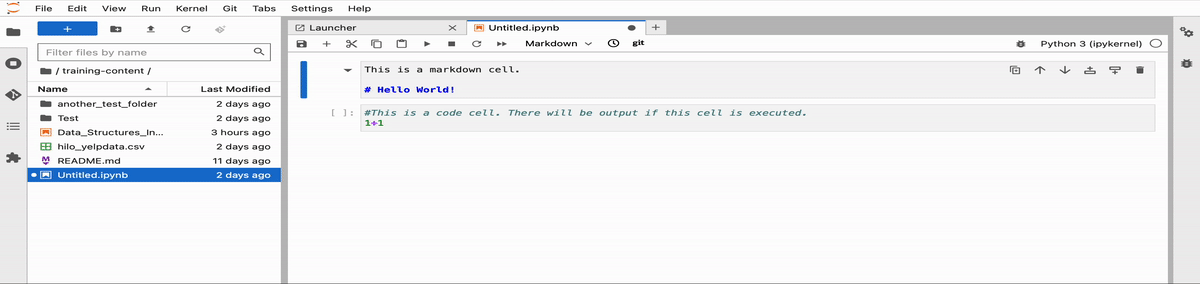 File Edit View Run Kernel Git Tabs Settings Help
+
Filter files by name
/ training-content /
Name Last Modified
another_test_folder 2 days ago
Test 2 days ago
Data_Structures_In... 3 hours ago
hilo_yelpdata.csv 2 days ago
README.md 11 days ago
Untitled.ipynb 2 days ago
Launcher Untitled.ipynb
Markdown git Python 3 (ipykernel)
This is a markdown cell.
# Hello World!
[ ]: #This is a code cell. There will be output if this cell is executed.
1+1